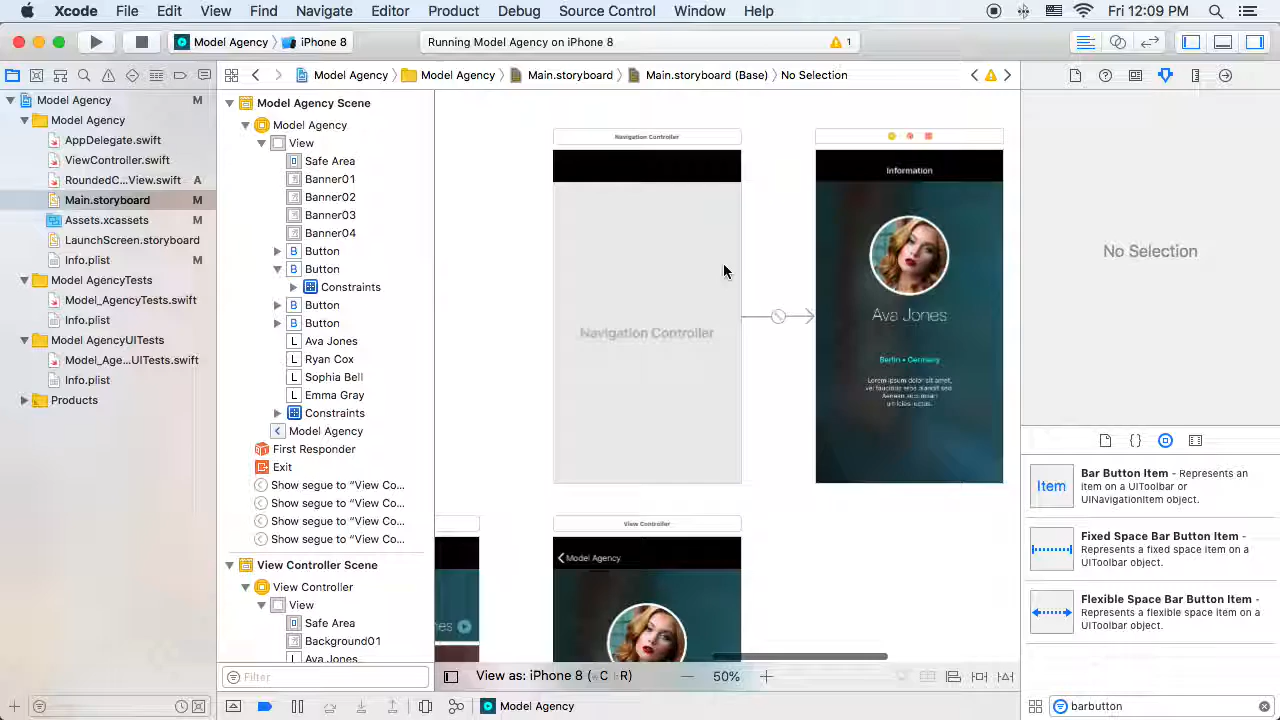 Xcode File Edit View Find Navigate Editor Product Debug Source Control Window Help Fri 12:09 PM
Model Agency iPhone 8 Running Model Agency on iPhone 8 1
Model Agency Model Agency Main.storyboard Main.storyboard (Base) No Selection
Model Agency M
Model Agency
AppDelegate.swift
ViewController.swift
RoundedC...View.swift
Main.storyboard M
Assets.xcassets M
LaunchScreen.storyboard
Info.plist M
Model AgencyTests
Model_AgencyTests.swift
Info.plist
Model AgencyUITests
Model_Age...UITests.swift
Info.plist
Products
Model Agency Scene
Model Agency
View
Safe Area
Banner01
Banner02
Banner03
Banner04
B Button
B Button
Constraints
B Button
B Button
L Ava Jones
L Ryan Cox
L Sophia Bell
L Emma Gray
Constraints
Model Agency
First Responder
Exit
Show segue to "View Co...
Show segue to "View Co...
Show segue to "View Co...
Show segue to "View Co...
View Controller Scene
View Controller
View
Safe Area
Background01
Ava Jones
Filter
Navigation Controller
Navigation Controller
Information
Ava Jones
Berlin • Germany
Lorem ipsum dolor sit amet,
View Controller
Model Agency
View as: iPhone 8 ( C R) 50%
Model Agency
No Selection
Item
Bar Button Item - Represents an
item on a UIToolbar or
UINavigationItem object.
Fixed Space Bar Button Item -
Represents a fixed space item on a
UIToolbar object.
Flexible Space Bar Button Item -
Represents a flexible space item on a
UIToolbar object.
barbutton